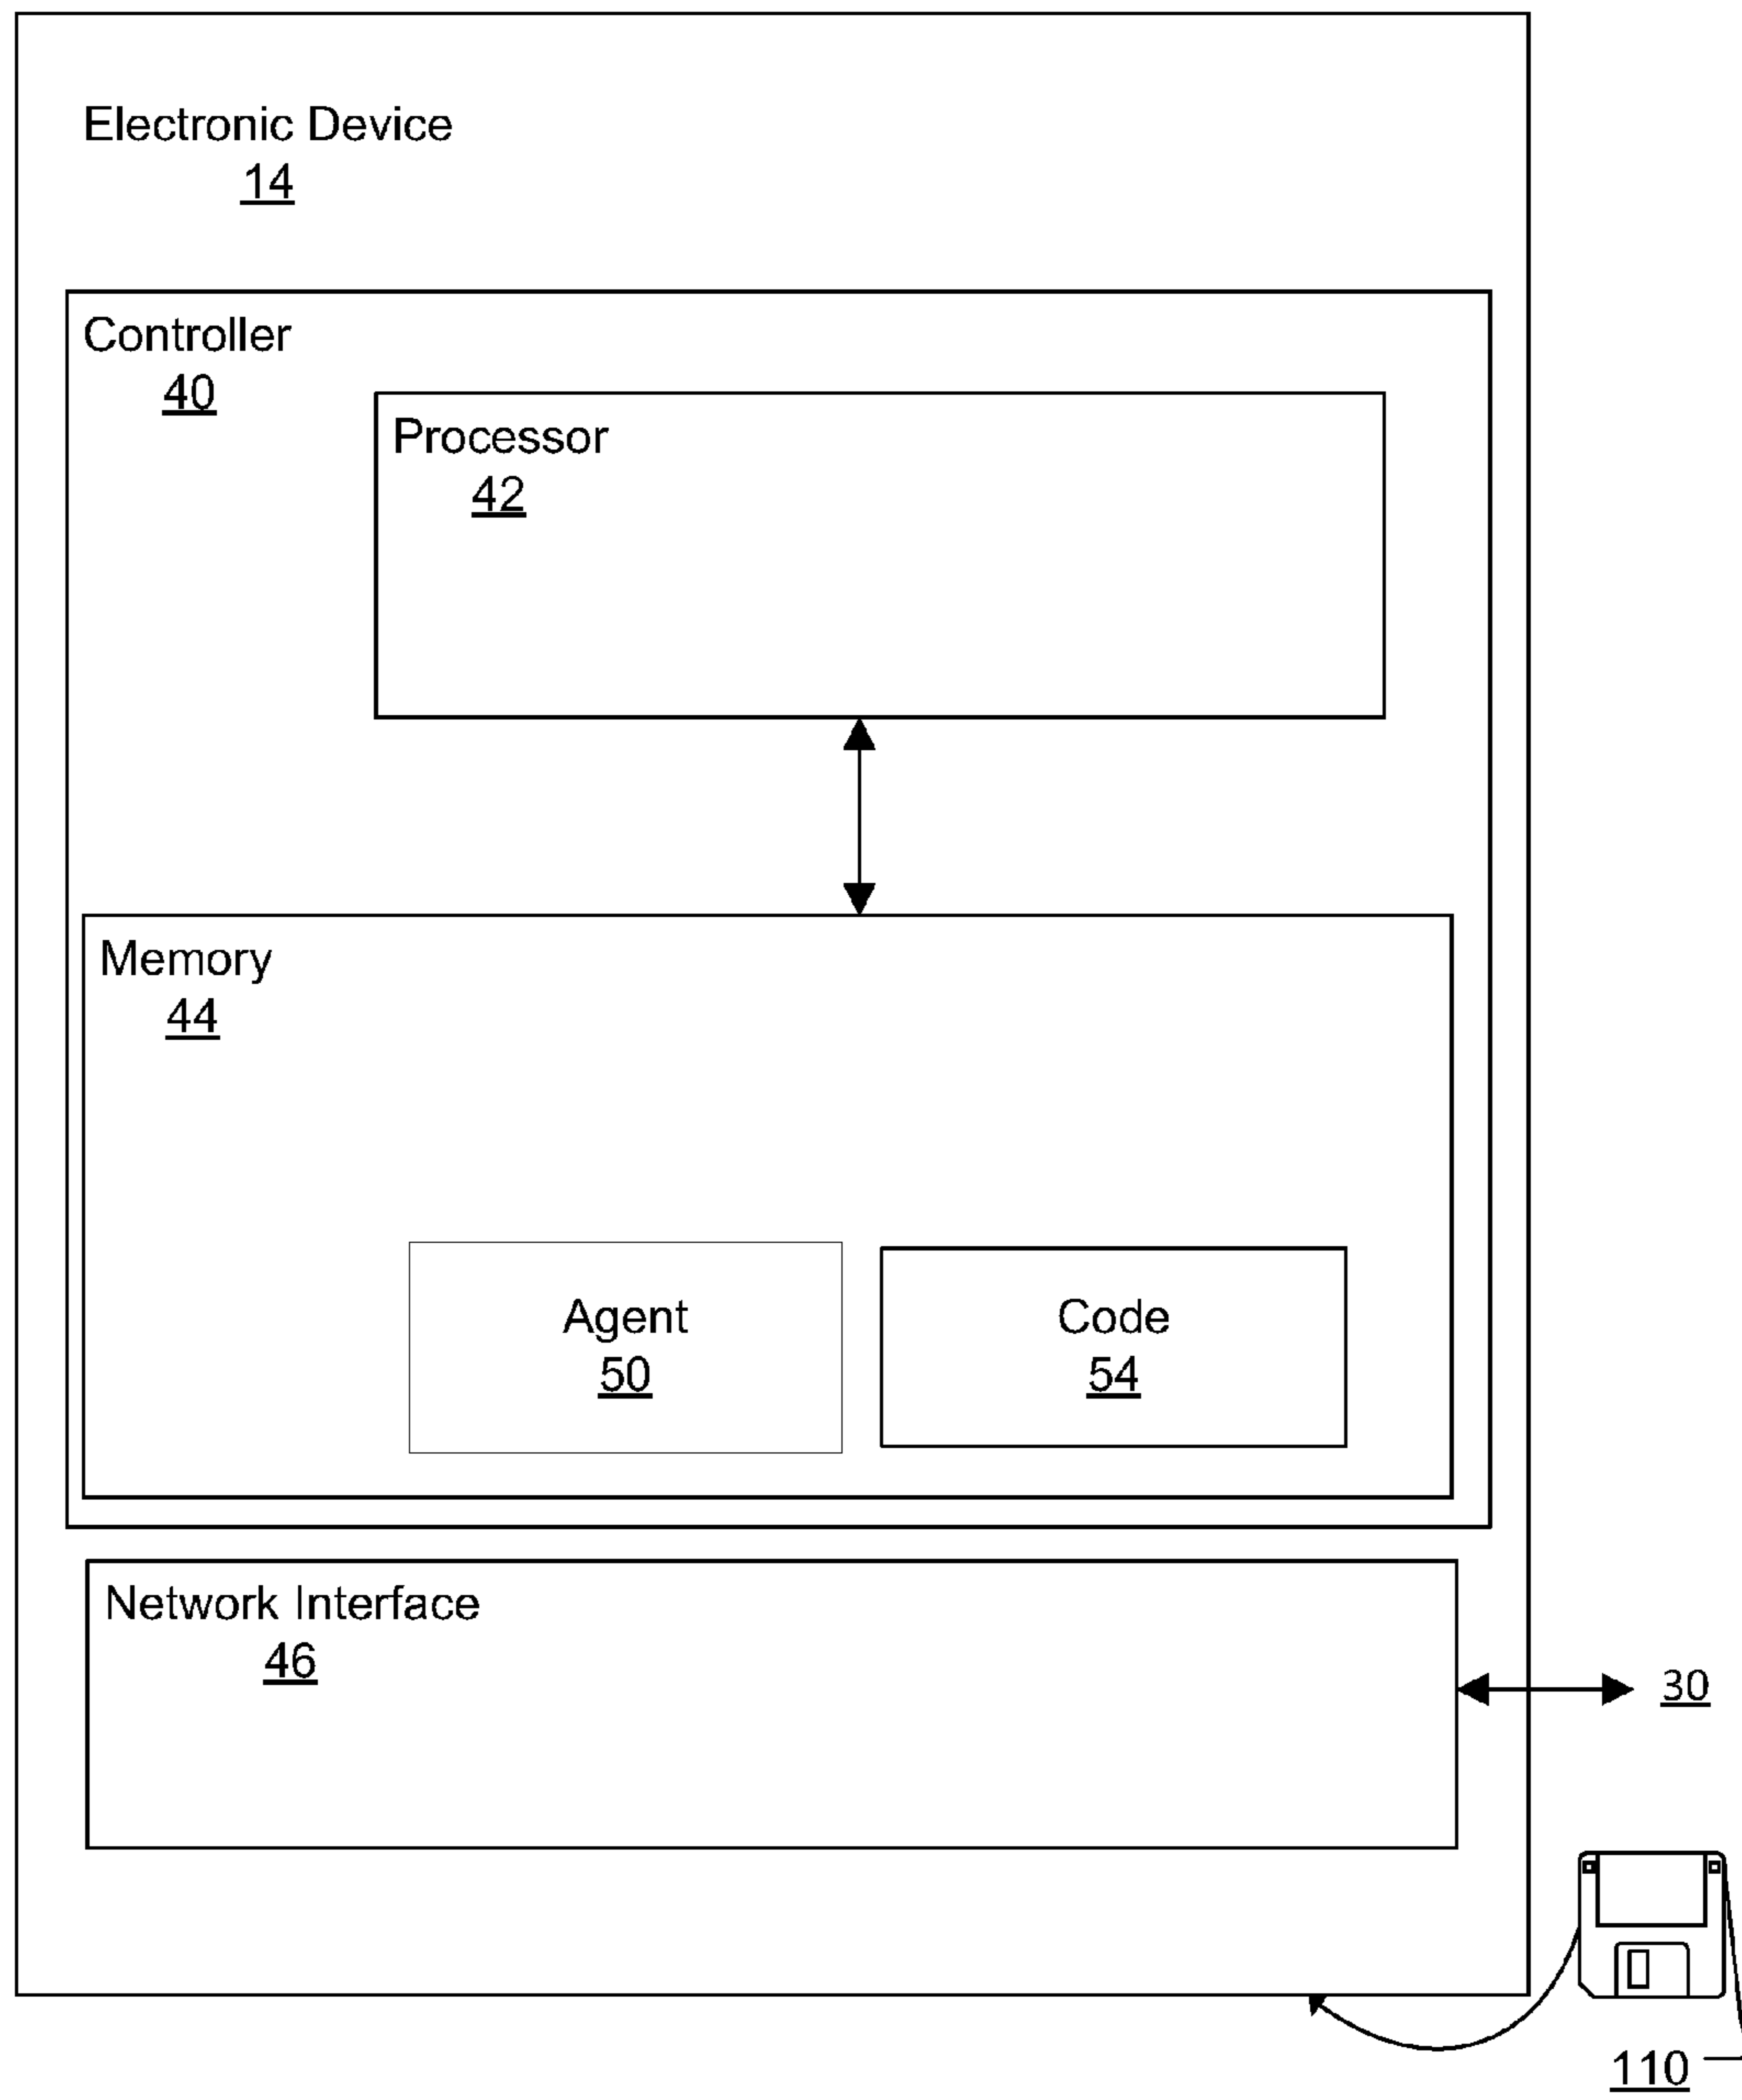 Electronic Device
14
Controller
40
Processor
42
Memory
44
Agent
50
Code
54
Network Interface
46
30
110